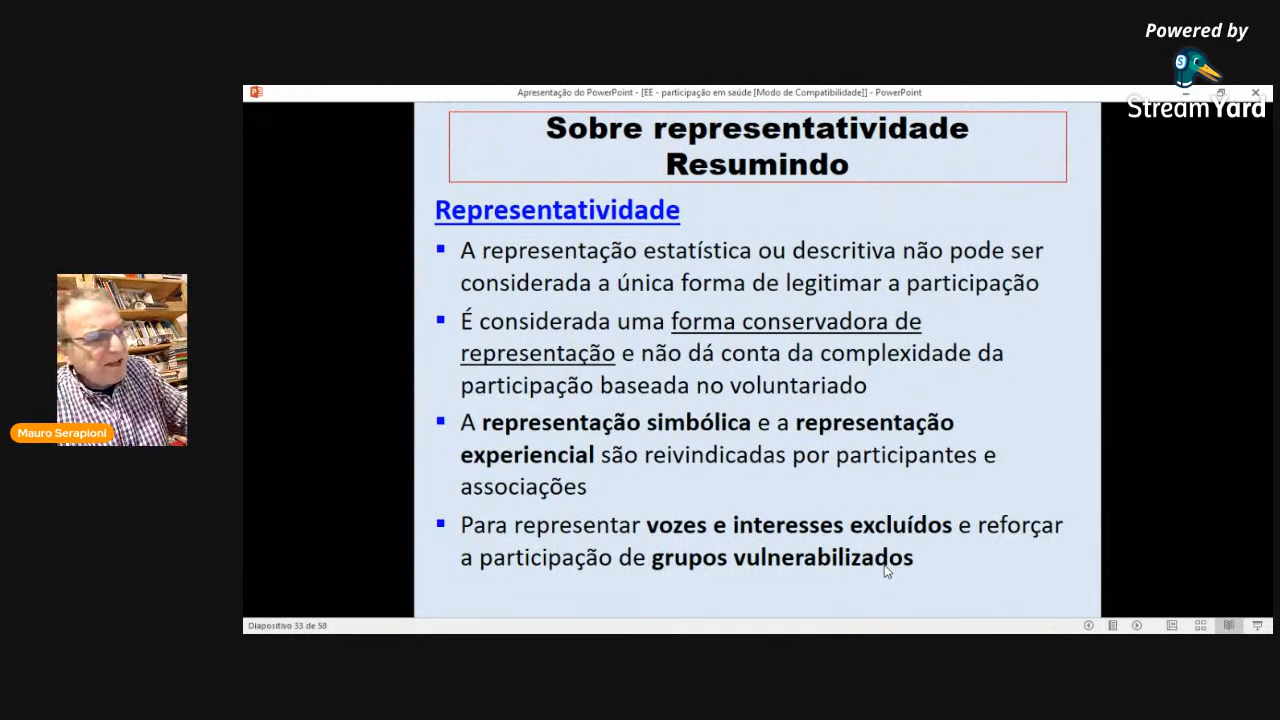 Powered by
StreamYard
Apresentação do PowerPoint - [EE - participação em saúde [Modo de Compatibilidade]] - PowerPoint
Sobre representatividade
Resumindo
Representatividade
A representação estatística ou descritiva não pode ser
considerada a única forma de legitimar a participação
É considerada uma forma conservadora de
representação e não dá conta da complexidade da
participação baseada no voluntariado
A representação simbólica e a representação
experiencial são reivindicadas por participantes e
associações
Para representar vozes e interesses excluídos e reforçar
a participação de grupos vulnerabilizados
Mauro Serapioni
Diapositivo 33 de 58